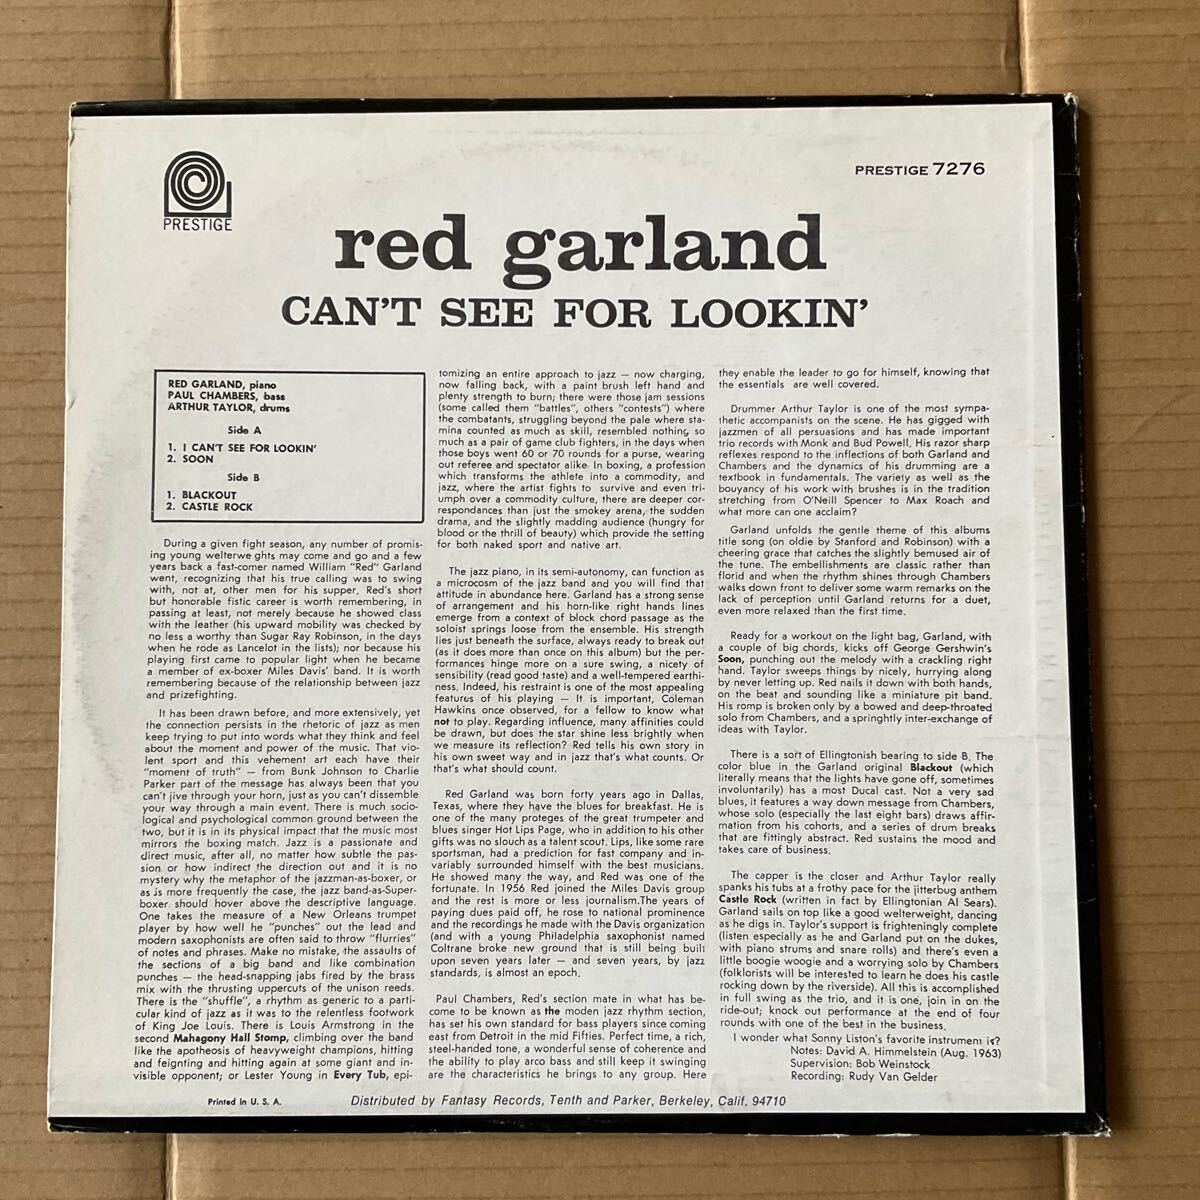 PRESTIGE
PRESTIGE 7276
red garland
CAN'T SEE FOR LOOKIN'
RED GARLAND, piano
PAUL CHAMBERS, bass
ARTHUR TAYLOR, drums
Side A
1. I CAN'T SEE FOR LOOKIN'
2. SOON
Side B
1. BLACKOUT
2. CASTLE ROCK
During a given fight season, any number of promis-
ing young welterwe ghts may come and go and a few
years back a fast-comer named William "Red" Garland
went, recognizing that his true calling was to swing
with, not at, other men for his supper. Red's short
but honorable fistic career is worth remembering, in
passing at least, not merely because he showed class
with the leather (his upward mobility was checked by
no less a worthy than Sugar Ray Robinson, in the days
when he rode as Lancelot in the lists); nor because his
playing first came to popular light when he became
a member of ex-boxer Miles Davis' band. It is worth
remembering because of the relationship between jazz
and prizefighting.
It has been drawn before, and more extensively, yet
the connection persists in the rhetoric of jazz as men
keep trying to put into words what they think and feel
about the moment and power of the music. That vio-
lent sport and this vehement art each have their
"moment of truth" — from Bunk Johnson to Charlie
Parker part of the message has always been that you
can't jive through your horn, just as you can't dissemble
your way through a main event. There is much socio-
logical and psychological common ground between the
two, but it is in its physical impact that the music most
mirrors the boxing match. Jazz is a passionate and
direct music, after all, no matter how subtle the pas-
sion or how indirect the direction out and it is no
mystery why the metaphor of the jazzman-as-boxer, or
as is more frequently the case, the jazz band-as-Super-
boxer should hover above the descriptive language.
One takes the measure of a New Orleans trumpet
player by how well he "punches" out the lead and
modern saxophonists are often said to throw "flurries"
of notes and phrases. Make no mistake, the assaults of
the sections of a big band and like combination
punches — the head-snapping jabs fired by the brass
mix with the thrusting uppercuts of the unison reeds.
There is the "shuffle", a rhythm as generic to a parti-
cular kind of jazz as it was to the relentless footwork
of King Joe Louis. There is Louis Armstrong in the
second Mahagony Hall Stomp, climbing over the band
like the apotheosis of heavyweight champions, hitting
and feignting and hitting again at some giant and in-
visible opponent; or Lester Young in Every Tub, epi-
tomizing an entire approach to jazz — now charging,
now falling back, with a paint brush left hand and
plenty strength to burn; there were those jam sessions
(some called them "battles", others "contests") where
the combatants, struggling beyond the pale where sta-
mina counted as much as skill, resembled nothing so
much as a pair of game club fighters, in the days when
those boys went 60 or 70 rounds for a purse, wearing
out referee and spectator alike. In boxing, a profession
which transforms the athlete into a commodity, and
jazz, where the artist fights to survive and even tri-
umph over a commodity culture, there are deeper cor-
respondances than just the smokey arena, the sudden
drama, and the slightly madding audience (hungry for
blood or the thrill of beauty) which provide the setting
for both naked sport and native art.
The jazz piano, in its semi-autonomy, can function as
a microcosm of the jazz band and you will find that
attitude in abundance here. Garland has a strong sense
of arrangement and his horn-like right hands lines
emerge from a context of block chord passage as the
soloist springs loose from the ensemble. His strength
lies just beneath the surface, always ready to break out
(as it does more than once on this album) but the per-
formances hinge more on a sure swing, a nicety of
sensibility (read good taste) and a well-tempered earthi-
ness. Indeed, his restraint is one of the most appealing
features of his playing — It is important, Coleman
Hawkins once observed, for a fellow to know what
not to play. Regarding influence, many affinities could
be drawn, but does the star shine less brightly when
we measure its reflection? Red tells his own story in
his own sweet way and in jazz that's what counts. Or
that's what should count.
Red Garland was born forty years ago in Dallas,
Texas, where they have the blues for breakfast. He is
one of the many proteges of the great trumpeter and
blues singer Hot Lips Page, who in addition to his other
gifts was no slouch as a talent scout. Lips, like some rare
sportsman, had a prediction for fast company and in-
variably surrounded himself with the best musicians.
He showed many the way, and Red was one of the
fortunate. In 1956 Red joined the Miles Davis group
and the rest is more or less journalism.The years of
paying dues paid off, he rose to national prominence
and the recordings he made with the Davis organization
(and with a young Philadelphia saxophonist named
Coltrane broke new ground that is still being built
upon seven years later — and seven years, by jazz
standards, is almost an epoch.
Paul Chambers, Red's section mate in what has be-
come to be known as the moden jazz rhythm section,
has set his own standard for bass players since coming
east from Detroit in the mid Fifties. Perfect time, a rich,
steel-handed tone, a wonderful sense of coherence and
the ability to play arco bass and still keep it swinging
are the characteristics he brings to any group. Here
they enable the leader to go for himself, knowing that
the essentials are well covered.
Drummer Arthur Taylor is one of the most sympa-
thetic accompanists on the scene. He has gigged with
jazzmen of all persuasions and has made important
trio records with Monk and Bud Powell. His razor sharp
reflexes respond to the inflections of both Garland and
Chambers and the dynamics of his drumming are a
textbook in fundamentals. The variety as well as the
bouyancy of his work with brushes is in the tradition
stretching from O'Neill Spencer to Max Roach and
what more can one acclaim?
Garland unfolds the gentle theme of this albums
title song (on oldie by Stanford and Robinson) with a
cheering grace that catches the slightly bemused air of
the tune. The embellishments are classic rather than
florid and when the rhythm shines through Chambers
walks down front to deliver some warm remarks on the
lack of perception until Garland returns for a duet,
even more relaxed than the first time.
Ready for a workout on the light bag, Garland, with
a couple of big chords, kicks off George Gershwin's
Soon, punching out the melody with a crackling right
hand. Taylor sweeps things by nicely, hurrying along
by never letting up. Red nails it down with both hands,
on the beat and sounding like a miniature pit band.
His romp is broken only by a bowed and deep-throated
solo from Chambers, and a springhtly inter-exchange of
ideas with Taylor.
There is a sort of Ellingtonish bearing to side B. The
color blue in the Garland original Blackout (which
literally means that the lights have gone off, sometimes
involuntarily) has a most Ducal cast. Not a very sad
blues, it features a way down message from Chambers,
whose solo (especially the last eight bars) draws affir-
mation from his cohorts, and a series of drum breaks
that are fittingly abstract. Red sustains the mood and
takes care of business.
The capper is the closer and Arthur Taylor really
spanks his tubs at a frothy pace for the jitterbug anthem
Castle Rock (written in fact by Ellingtonian Al Sears).
Garland sails on top like a good welterweight, dancing
as he digs in. Taylor's support is frighteningly complete
(listen especially as he and Garland put on the dukes,
with piano strums and snare rolls) and there's even a
little boogie woogie and a worrying solo by Chambers
(folklorists will be interested to learn he does his castle
rocking down by the riverside). All this is accomplished
in full swing as the trio, and it is one, join in on the
ride-out; knock out performance at the end of four
rounds with one of the best in the business.
I wonder what Sonny Liston's favorite instrument is?
Notes: David A. Himmelstein (Aug. 1963)
Supervision: Bob Weinstock
Recording: Rudy Van Gelder
Printed In U. S. A.
Distributed by Fantasy Records, Tenth and Parker, Berkeley, Calif. 94710